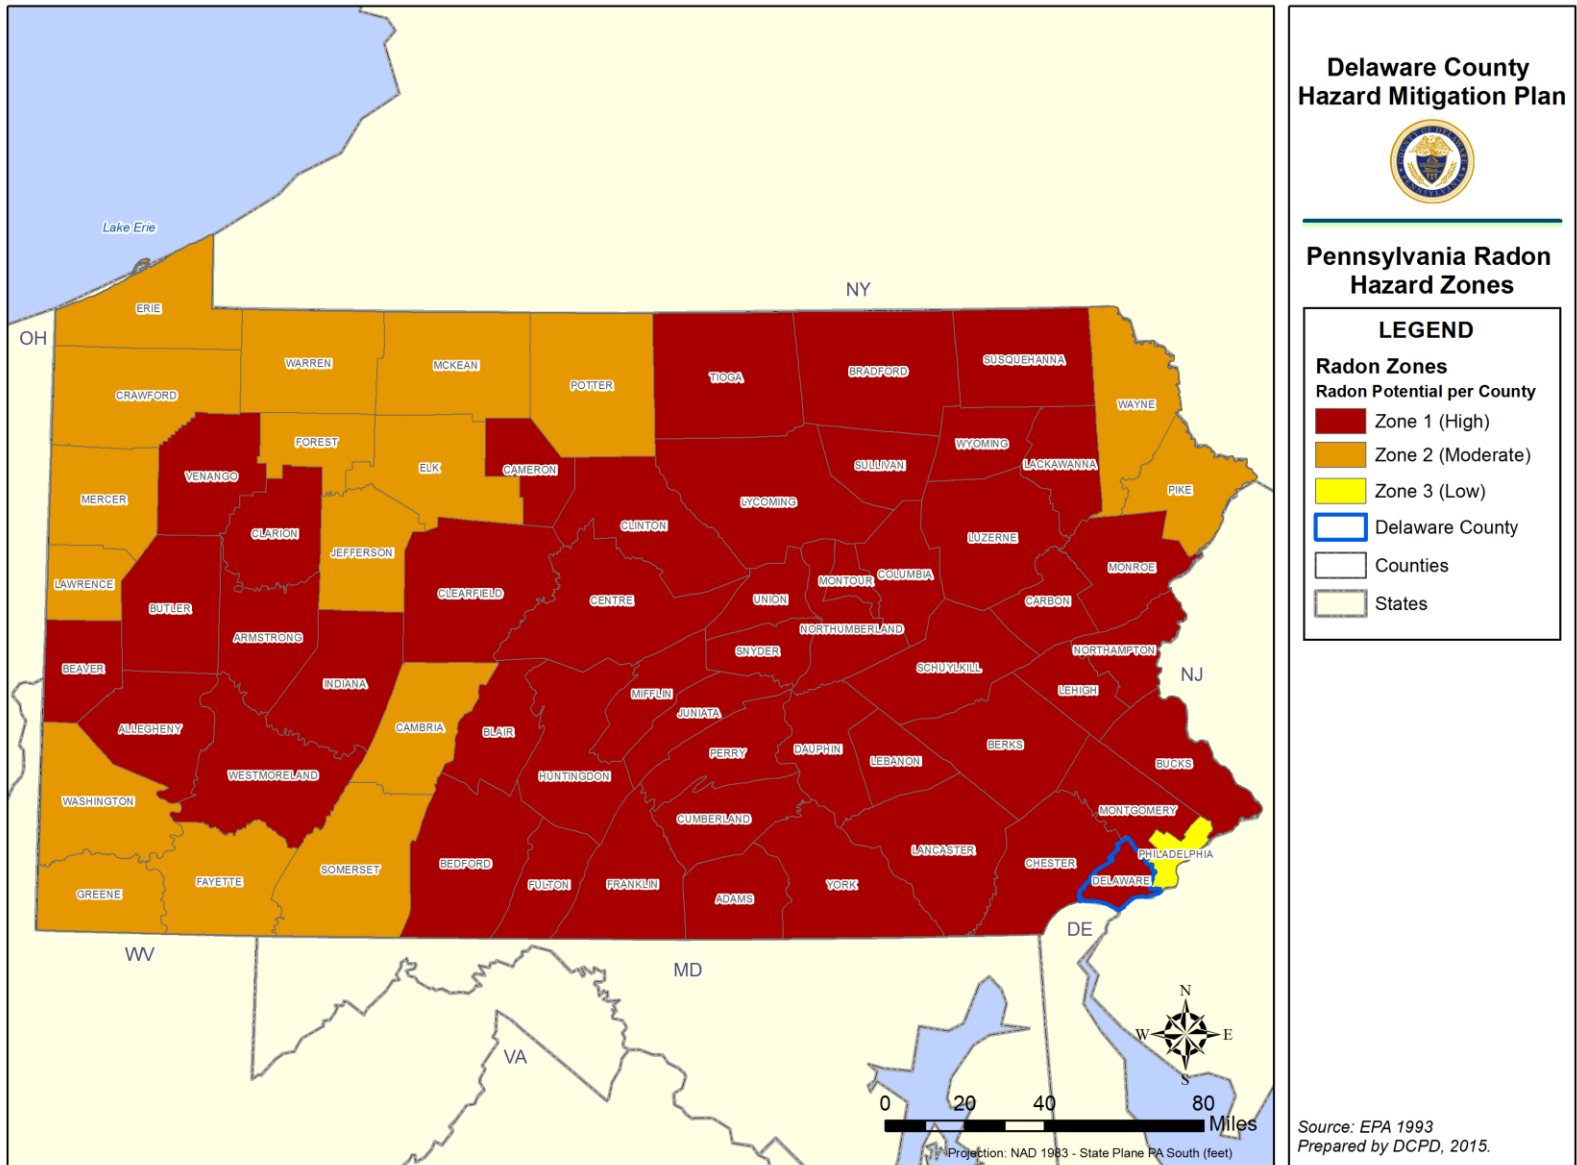 Delaware County
Hazard Mitigation Plan
COUNTY OF DELAWARE
PENNSYLVANIA
Pennsylvania Radon
Hazard Zones
LEGEND
Radon Zones
Radon Potential per County
Zone 1 (High)
Zone 2 (Moderate)
Zone 3 (Low)
Delaware County
Counties
States
Source: EPA 1993
Prepared by DCPD, 2015.
Lake Erie
NY
OH
ERIE
WARREN
MCKEAN
POTTER
TIOGA
BRADFORD
SUSQUEHANNA
CRAWFORD
WAYNE
FOREST
WYOMING
VENANGO
ELK
CAMERON
SULLIVAN
LACKAWANNA
MERCER
LYCOMING
PIKE
CLARION
CLINTON
LUZERNE
JEFFERSON
LAWRENCE
CLEARFIELD
MONTOUR
COLUMBIA
MONROE
BUTLER
CENTRE
UNION
CARBON
ARMSTRONG
NORTHUMBERLAND
SNYDER
NORTHAMPTON
BEAVER
INDIANA
MIFFLIN
SCHUYLKILL
LEHIGH
NJ
ALLEGHENY
CAMBRIA
BLAIR
JUNIATA
PERRY
DAUPHIN
BERKS
LEBANON
BUCKS
WESTMORELAND
HUNTINGDON
WASHINGTON
CUMBERLAND
MONTGOMERY
SOMERSET
BEDFORD
LANCASTER
CHESTER
PHILADELPHIA
GREENE
FAYETTE
FULTON
FRANKLIN
ADAMS
YORK
DELAWARE
WV
MD
DE
VA
N
W E
S
0 20 40 80
Miles
Projection: NAD 1983 - State Plane PA South (feet)